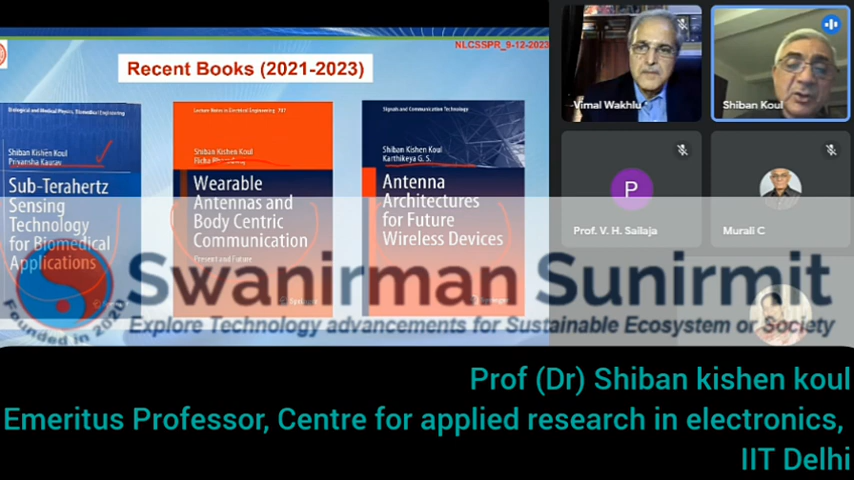 NLCSSPR_9-12-2023
Recent Books (2021-2023)
Biological and Medical Physics, Biomedical Engineering
Shiban Kishen Koul
Priyansha Kaurav
Sub-Terahertz
Sensing
Technology
for Biomedical
Applications
Lecture Notes in Electrical Engineering 787
Shiban Kishen Koul
Richa
Wearable
Antennas and
Body Centric
Communication
Present and Future
Springer
Signals and Communication Technology
Shiban Kishen Koul
Karthikeya G. S.
Antenna
Architectures
for Future
Wireless Devices
Springer
Vimal Wakhlu
Shiban Koul
P
Prof. V. H. Sailaja
Murali C
Swanirman Sunirmit
Founded in 2020
Explore Technology advancements for Sustainable Ecosystem or Society
Prof (Dr) Shiban kishen koul
Emeritus Professor, Centre for applied research in electronics,
IIT Delhi